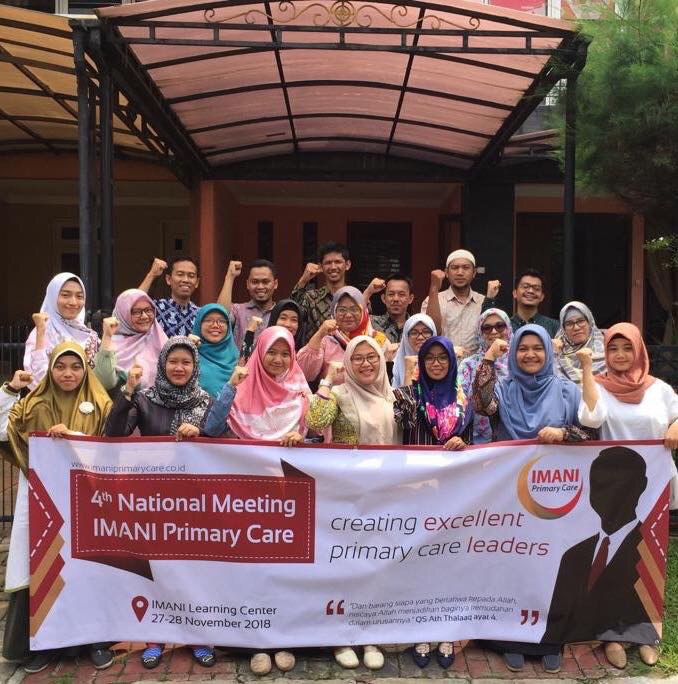 www.imaniprimarycare.co.id
4th National Meeting
IMANI Primary Care
IMANI Learning Center
27-28 November 2018
creating excellent
primary care leaders
IMANI
Primary Care
"Dan barang siapa yang bertakwa kepada Allah,
niscaya Allah menjadikan baginya kemudahan
dalam urusannya." QS Ath Thalaaq ayat 4.